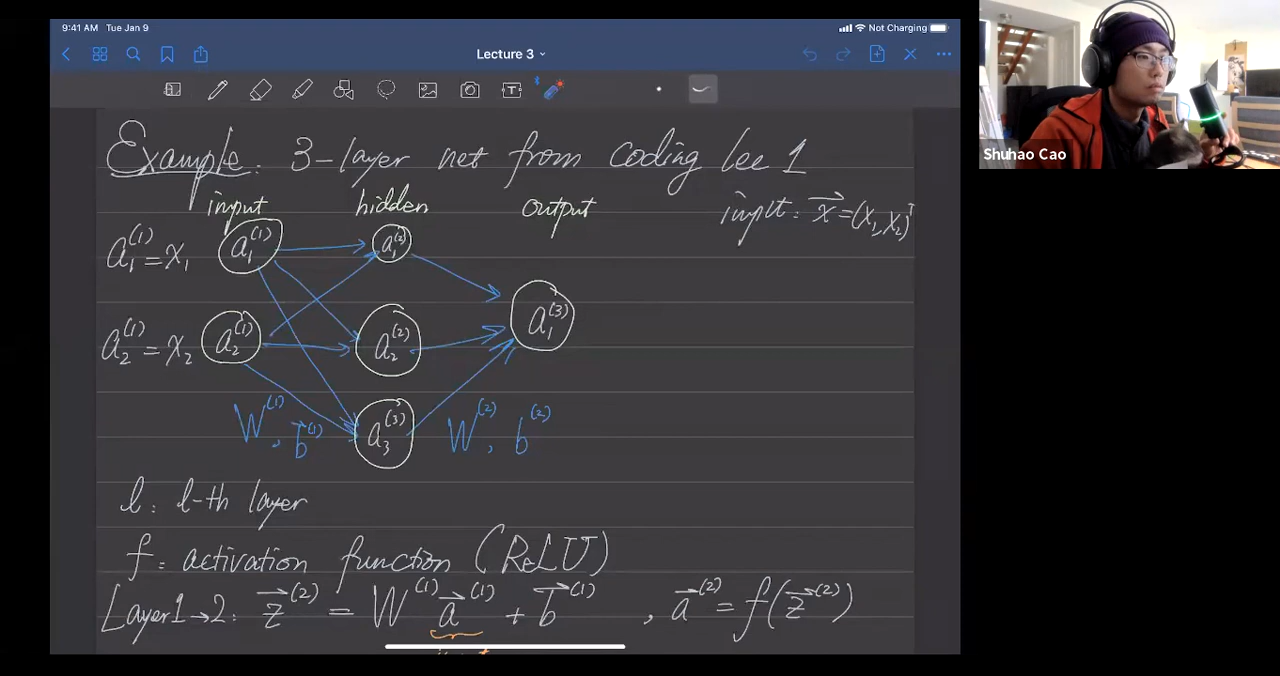 9:41 AM Tue Jan 9
Not Charging
Lecture 3
Shuhao Cao
Example: 3-layer net from coding Lec 1
input hidden output input: x⃗ = (x₁, x₂)ᵀ
a₁⁽¹⁾ = x₁ a₁⁽¹⁾ a₁⁽²⁾
a₁⁽³⁾
a₂⁽¹⁾ = x₂ a₂⁽¹⁾ a₂⁽²⁾
W⁽¹⁾, b⃗⁽¹⁾ a₃⁽³⁾ W⁽²⁾, b⁽²⁾
l: l-th layer
f: activation function (ReLU)
Layer 1→2: z⃗⁽²⁾ = W⁽¹⁾ a⃗⁽¹⁾ + b⃗⁽¹⁾, a⃗⁽²⁾ = f(z⃗⁽²⁾)